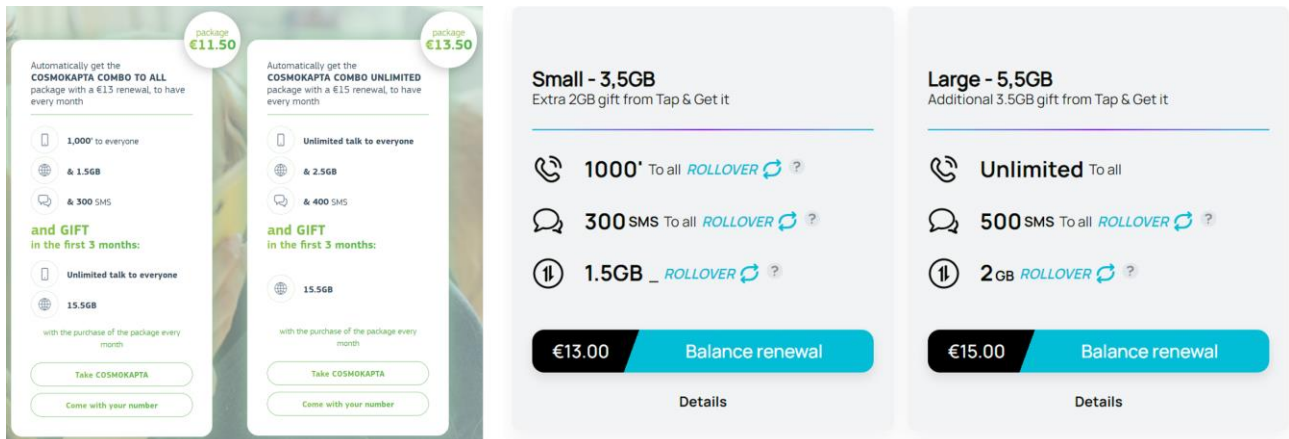 package
€11.50
Automatically get the
COSMOKAPTA COMBO TO ALL
package with a €13 renewal, to have
every month
1,000' to everyone
& 1.5GB
& 300 SMS
and GIFT
in the first 3 months:
Unlimited talk to everyone
15.5GB
with the purchase of the package every
month
Take COSMOKAPTA
Come with your number
package
€13.50
Automatically get the
COSMOKAPTA COMBO UNLIMITED
package with a €15 renewal, to have
every month
Unlimited talk to everyone
& 2.5GB
& 400 SMS
and GIFT
in the first 3 months:
15.5GB
with the purchase of the package every
month
Take COSMOKAPTA
Come with your number
Small - 3,5GB
Extra 2GB gift from Tap & Get it
1000' To all ROLLOVER ?
300 SMS To all ROLLOVER ?
1.5GB _ ROLLOVER ?
€13.00 Balance renewal
Details
Large - 5,5GB
Additional 3.5GB gift from Tap & Get it
Unlimited To all
500 SMS To all ROLLOVER ?
2 GB ROLLOVER ?
€15.00 Balance renewal
Details